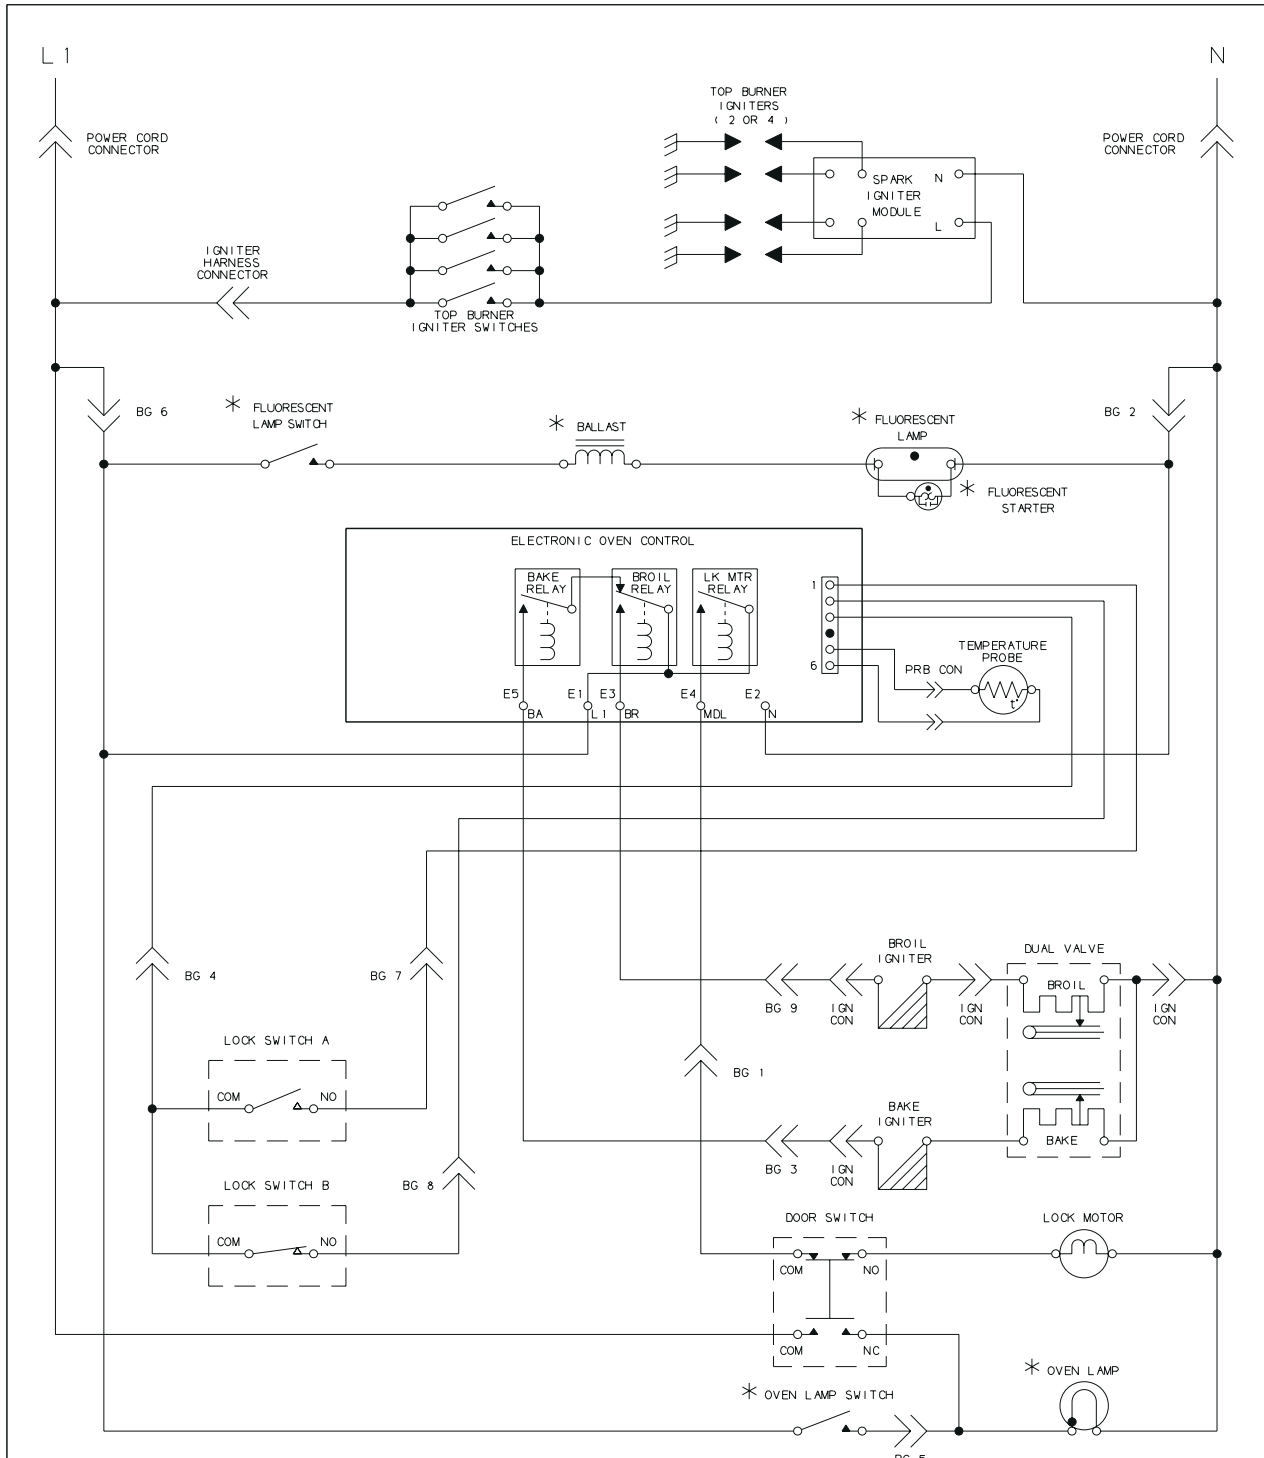 L1
N
TOP BURNER
IGNITERS
( 2 OR 4 )
POWER CORD
CONNECTOR
POWER CORD
CONNECTOR
SPARK
IGNITER
MODULE
N
L
IGNITER
HARNESS
CONNECTOR
TOP BURNER
IGNITER SWITCHES
BG 6
* FLUORESCENT
LAMP SWITCH
* BALLAST
* FLUORESCENT
LAMP
BG 2
* FLUORESCENT
STARTER
ELECTRONIC OVEN CONTROL
BAKE
RELAY
BROIL
RELAY
LK MTR
RELAY
1
6
TEMPERATURE
PROBE
PRB CON
t°
E5
E1
E3
E4
E2
BA
L1
BR
MDL
N
BG 4
BG 7
BROIL
IGNITER
DUAL VALVE
BROIL
BG 9
IGN
CON
IGN
CON
IGN
CON
LOCK SWITCH A
COM
NO
BG 1
BAKE
IGNITER
BAKE
BG 3
IGN
CON
LOCK SWITCH B
BG 8
COM
NO
DOOR SWITCH
LOCK MOTOR
COM
NO
COM
NC
* OVEN LAMP
* OVEN LAMP SWITCH